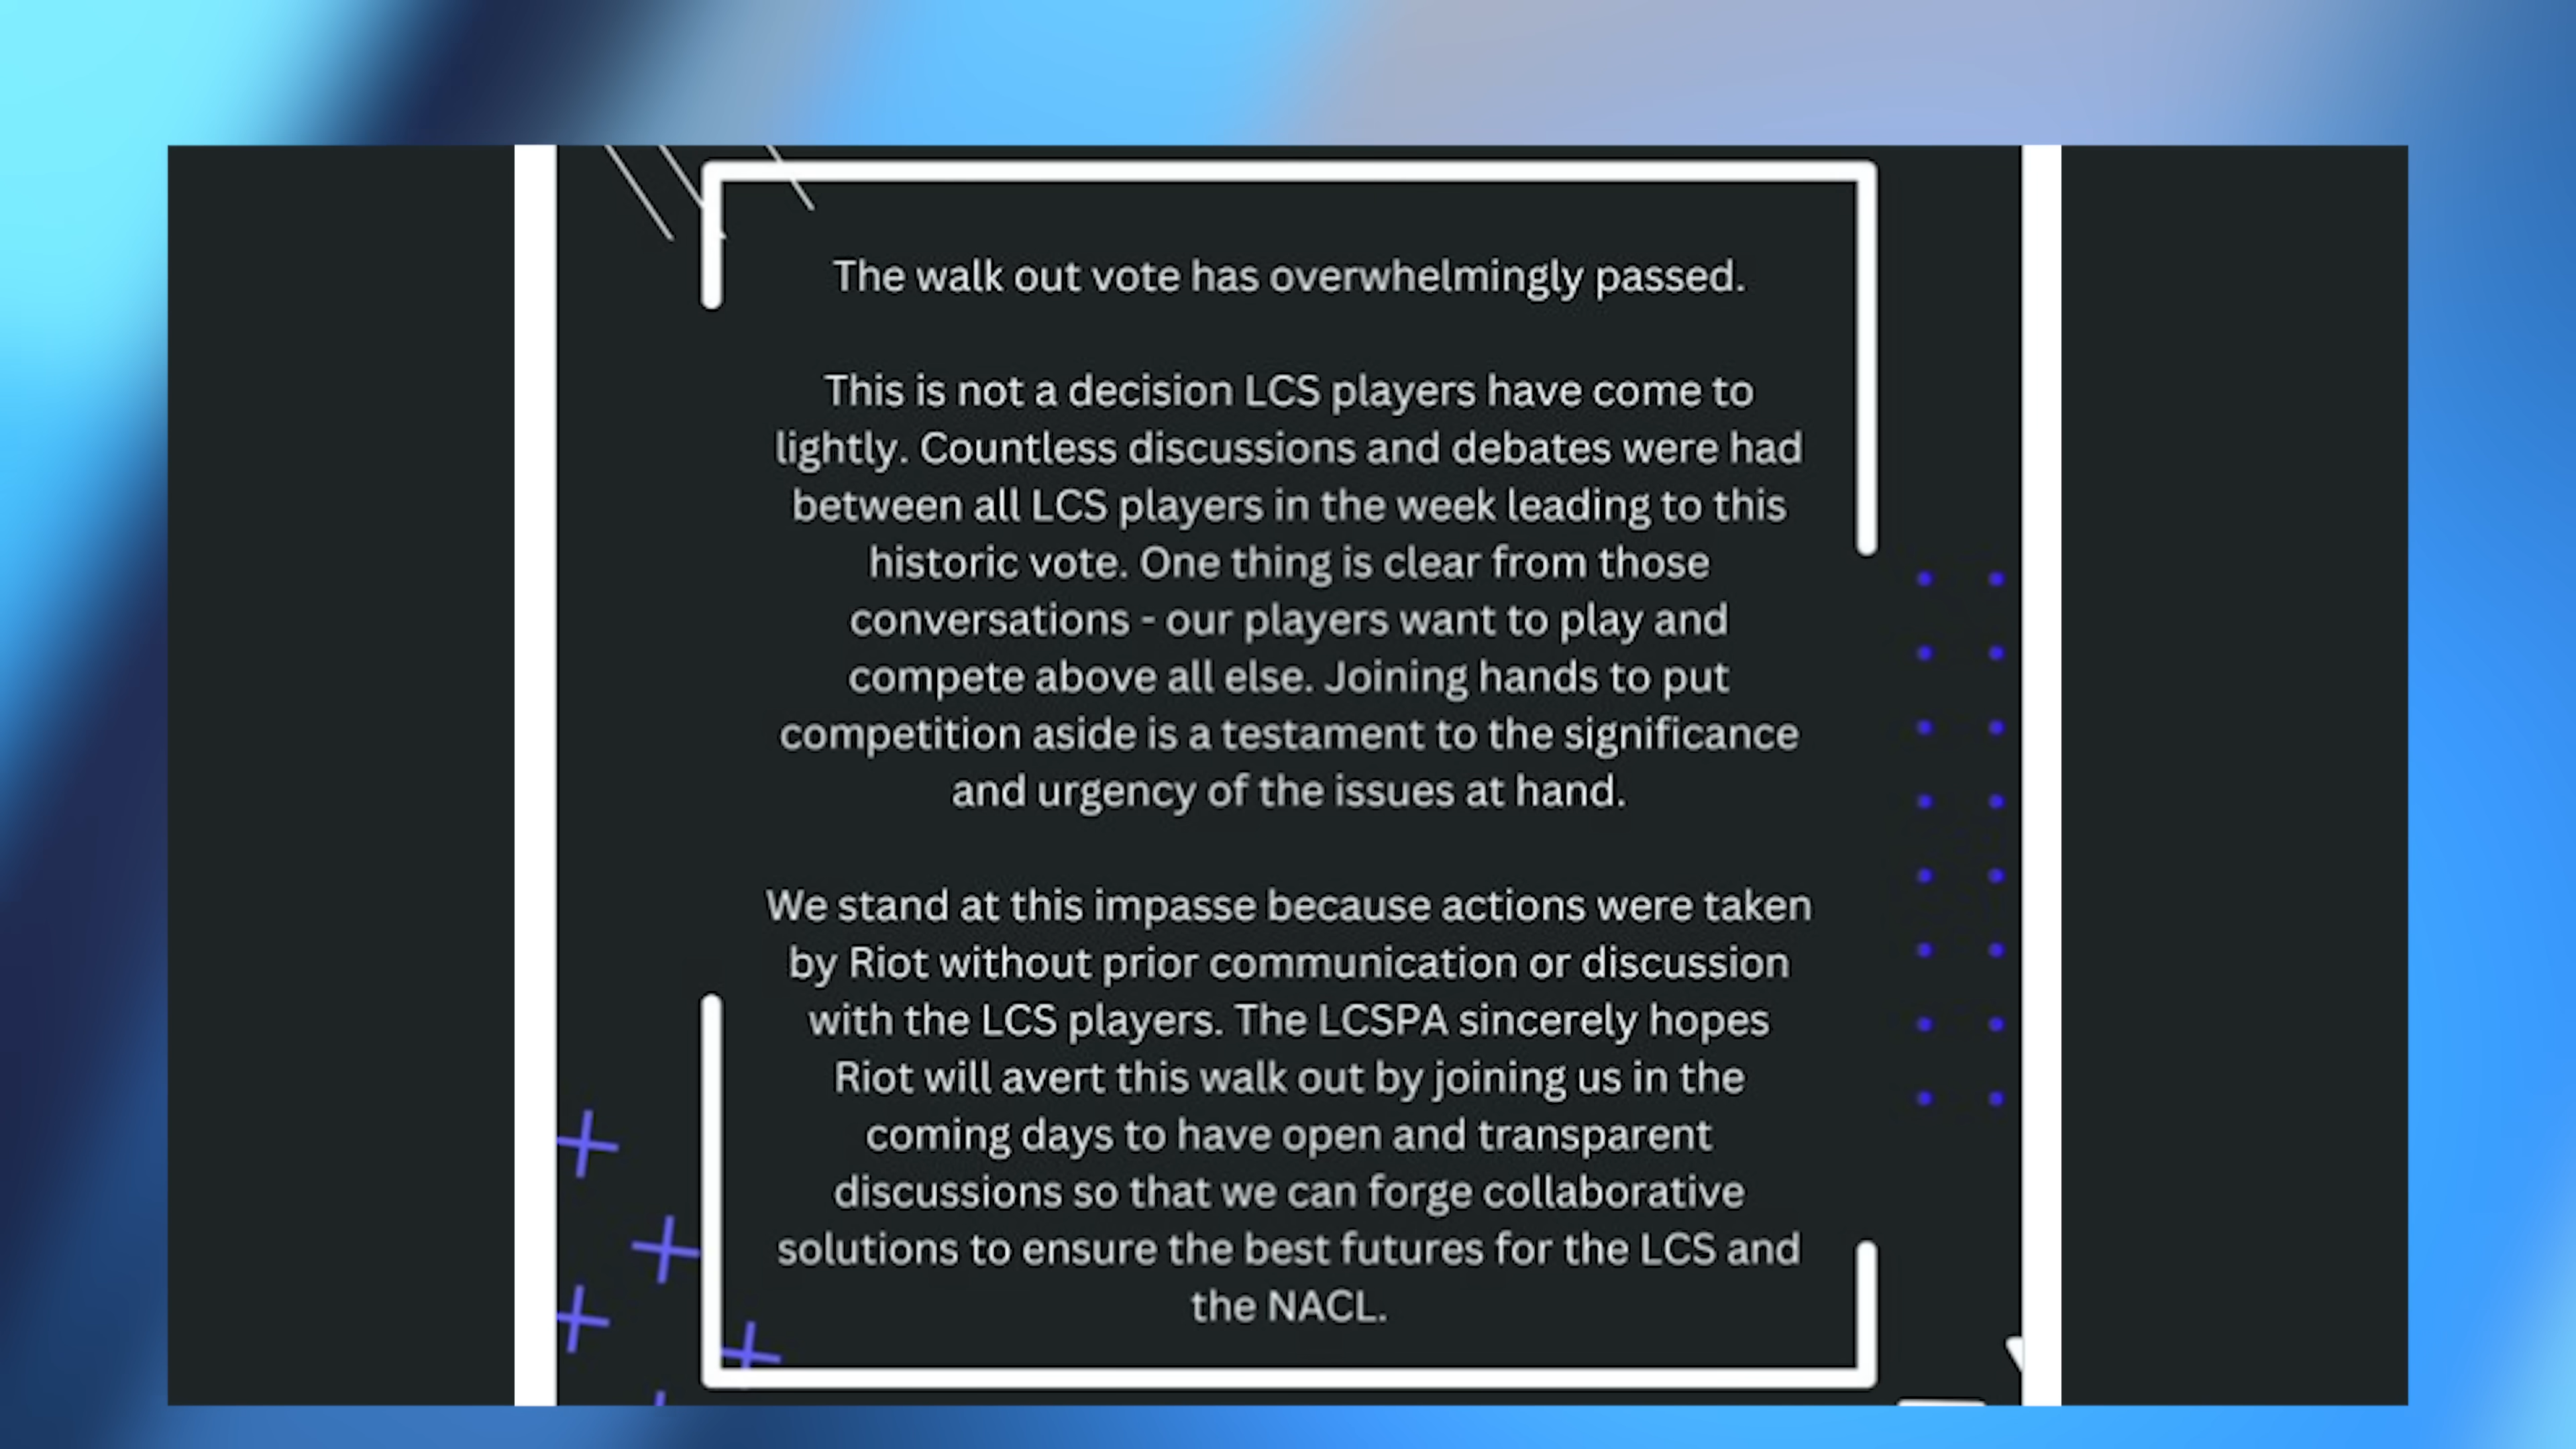 The walk out vote has overwhelmingly passed.
This is not a decision LCS players have come to
lightly. Countless discussions and debates were had
between all LCS players in the week leading to this
historic vote. One thing is clear from those
conversations - our players want to play and
compete above all else. Joining hands to put
competition aside is a testament to the significance
and urgency of the issues at hand.
We stand at this impasse because actions were taken
by Riot without prior communication or discussion
with the LCS players. The LCSPA sincerely hopes
Riot will avert this walk out by joining us in the
coming days to have open and transparent
discussions so that we can forge collaborative
solutions to ensure the best futures for the LCS and
the NACL.